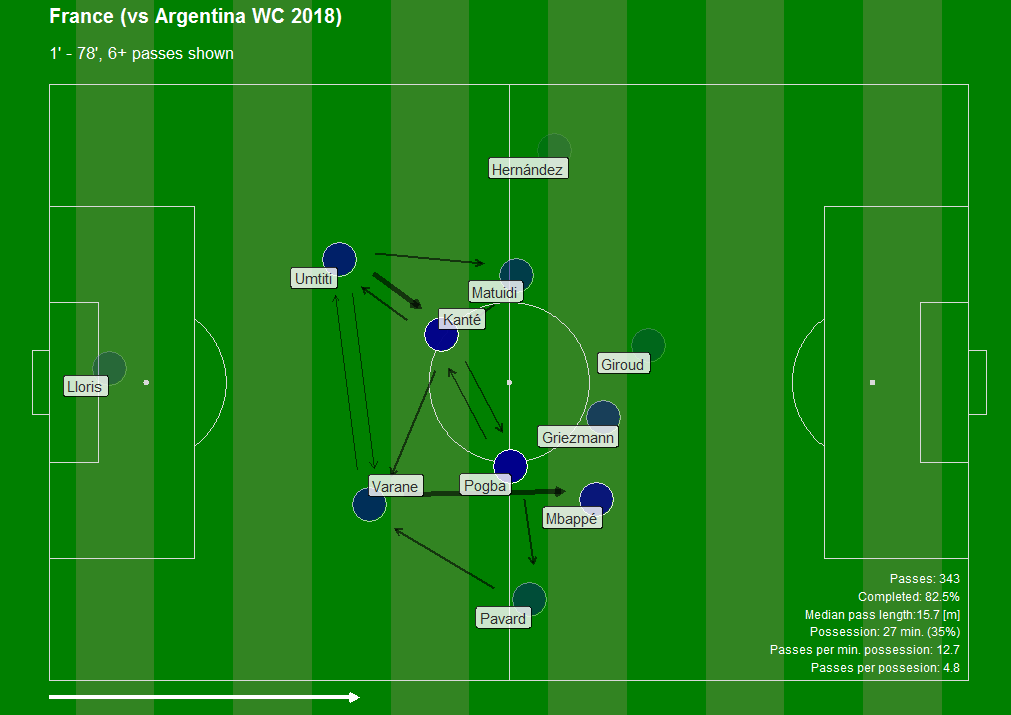 France (vs Argentina WC 2018)
1' - 78', 6+ passes shown
Hernández
Umtiti
Matuidi
Kanté
Giroud
Lloris
Griezmann
Varane
Pogba
Mbappé
Pavard
Passes: 343
Completed: 82.5%
Median pass length:15.7 [m]
Possession: 27 min. (35%)
Passes per min. possession: 12.7
Passes per possesion: 4.8